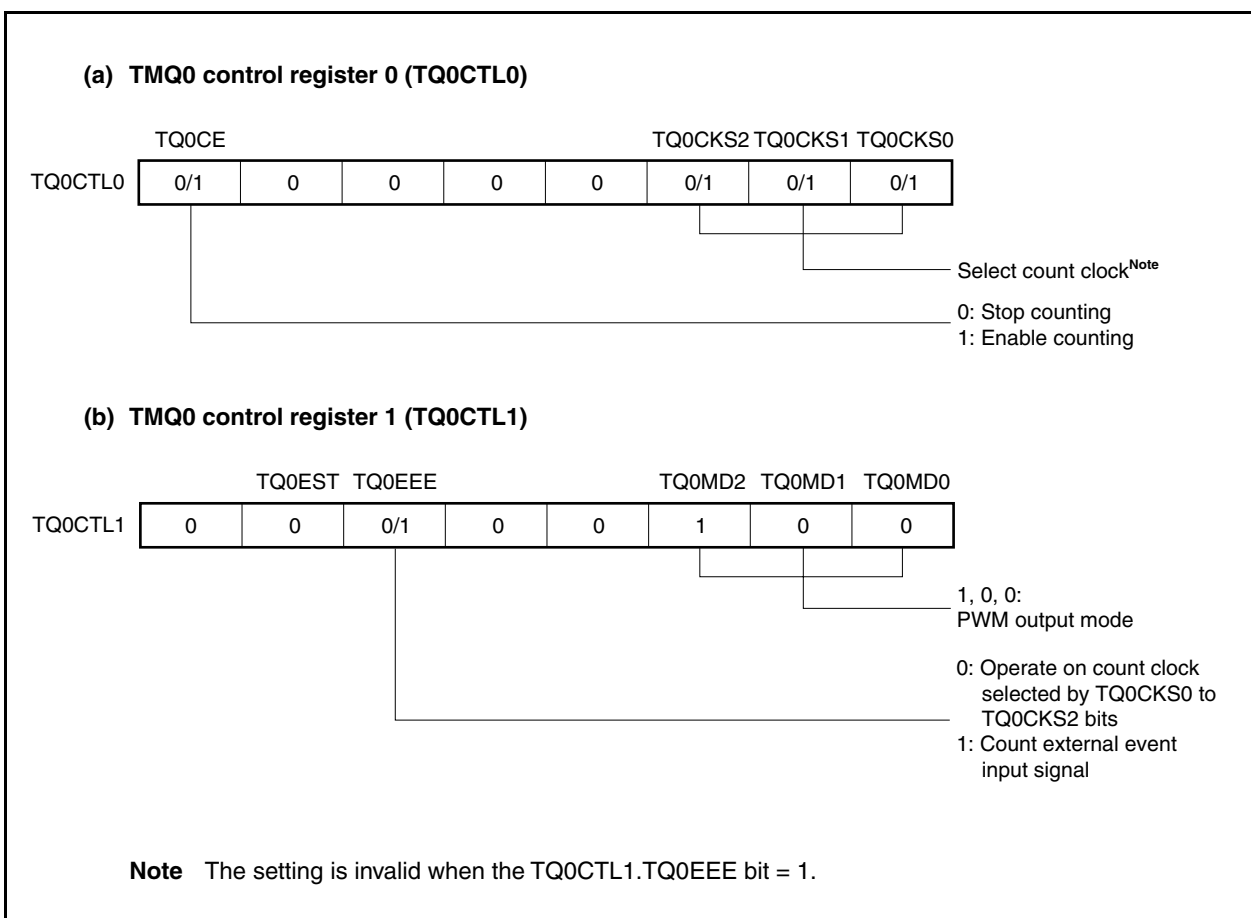 (a) TMQ0 control register 0 (TQ0CTL0)
TQ0CE TQ0CKS2 TQ0CKS1 TQ0CKS0
TQ0CTL0 0/1 0 0 0 0 0/1 0/1 0/1
Select count clockNote
0: Stop counting
1: Enable counting
(b) TMQ0 control register 1 (TQ0CTL1)
TQ0EST TQ0EEE TQ0MD2 TQ0MD1 TQ0MD0
TQ0CTL1 0 0 0/1 0 0 1 0 0
1, 0, 0:
PWM output mode
0: Operate on count clock
selected by TQ0CKS0 to
TQ0CKS2 bits
1: Count external event
input signal
Note The setting is invalid when the TQ0CTL1.TQ0EEE bit = 1.